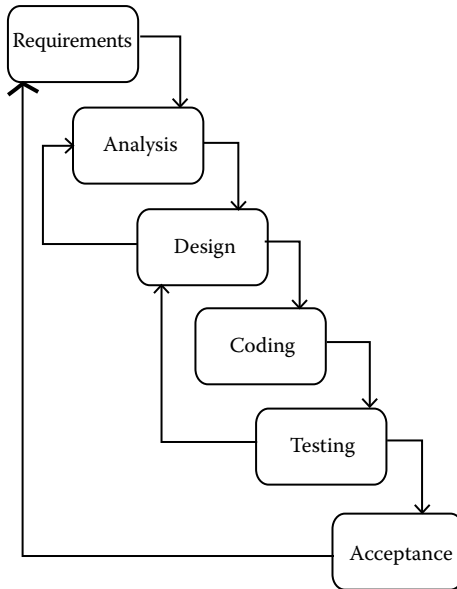 Requirements
Analysis
Design
Coding
Testing
Acceptance